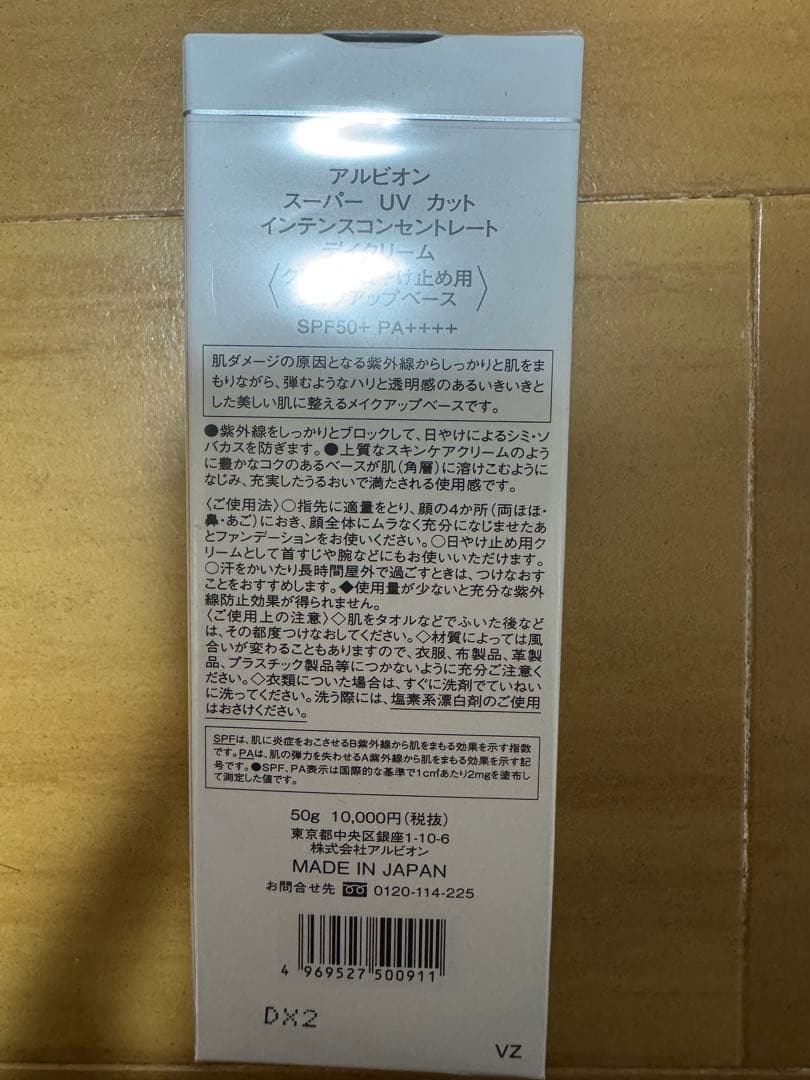 アルビオン
スーパー UV カット
インテンスコンセントレート
デイクリーム
やけ止め用
アップベース
SPF50+ PA++++
肌ダメージの原因となる紫外線からしっかりと肌をま
もりながら、弾むようなハリと透明感のあるいきいきと
した美しい肌に整えるメイクアップベースです。
●紫外線をしっかりとブロックして、日やけによるシミ・ソ
バカスを防ぎます。●上質なスキンケアクリームのよう
に豊かなコクのあるベースが肌(角層)に溶けこむように
なじみ、充実したうるおいで満たされる使用感です。
〈ご使用法〉○指先に適量をとり、顔の4か所(両ほほ・
鼻・あご)におき、顔全体にムラなく充分になじませたあ
とファンデーションをお使いください。○日やけ止め用ク
リームとして首すじや腕などにもお使いいただけます。
○汗をかいたり長時間屋外で過ごすときは、つけなおす
ことをおすすめします。◆使用量が少ないと充分な紫外
線防止効果が得られません。
〈ご使用上の注意〉◇肌をタオルなどでふいた後など
は、その都度つけなおしてください。◇材質によっては風
合いが変わることもありますので、衣服、布製品、革製
品、プラスチック製品等につかないように充分ご注意く
ださい。◇衣類についた場合は、すぐに洗剤でていねい
に洗ってください。洗う際には、塩素系漂白剤のご使用
はおさけください。
SPFは、肌に炎症をおこさせるB紫外線から肌をまもる効果を示す指数
です。PAは、肌の弾力を失わせるA紫外線から肌をまもる効果を示す記
号です。●SPF、PA表示は国際的な基準で1c㎡あたり2mgを塗布し
て測定した値です。
50g 10,000円(税抜)
東京都中央区銀座1-10-6
株式会社アルビオン
MADE IN JAPAN
お問合せ先 0120-114-225
4 969527 500911
DX2
VZ